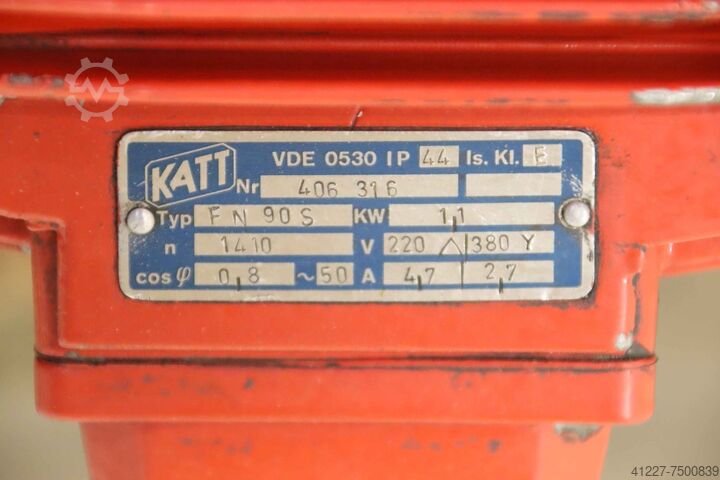 KATT
VDE 0530 IP 44 Is. Kl. E
Nr 406 316
Typ FN 90 S KW 1,1
n 1410 V 220 △ 380 Y
cos φ 0,8 ~ 50 A 4,7 2,7
41227-7500839